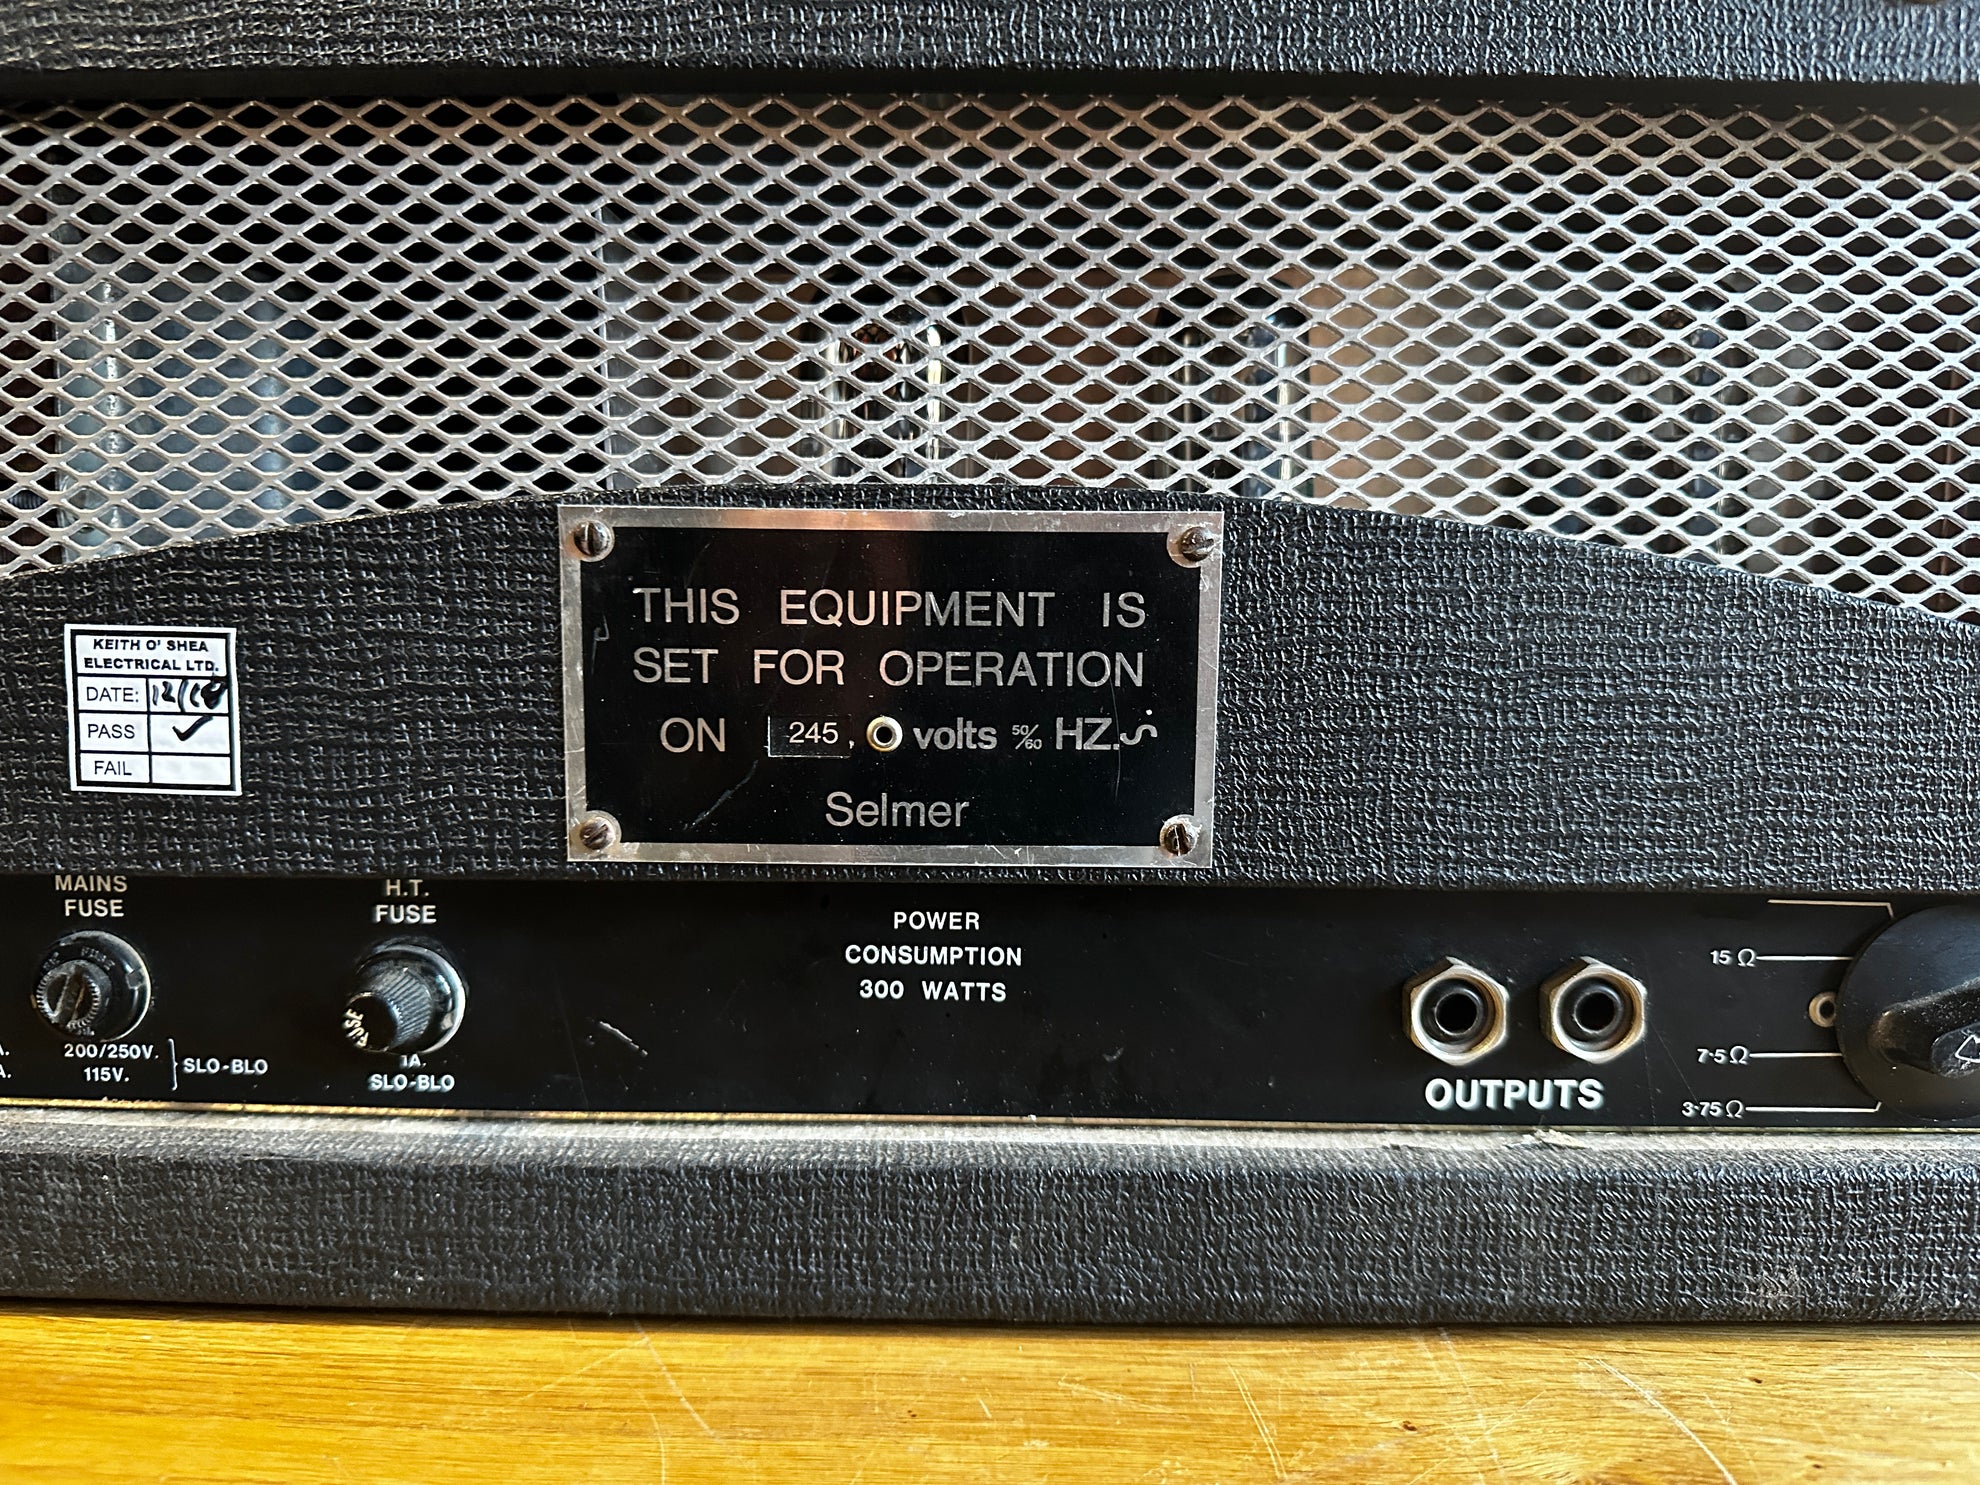 KEITH O' SHEA
ELECTRICAL LTD.
DATE:
PASS ✓
FAIL
THIS EQUIPMENT IS
SET FOR OPERATION
ON 245. volts 50/60 HZ.
Selmer
MAINS
FUSE
A. 200/250V.
A. 115V.
SLO-BLO
H.T.
FUSE
FUSE
1A.
SLO-BLO
POWER
CONSUMPTION
300 WATTS
OUTPUTS
15 Ω
7·5 Ω
3·75 Ω